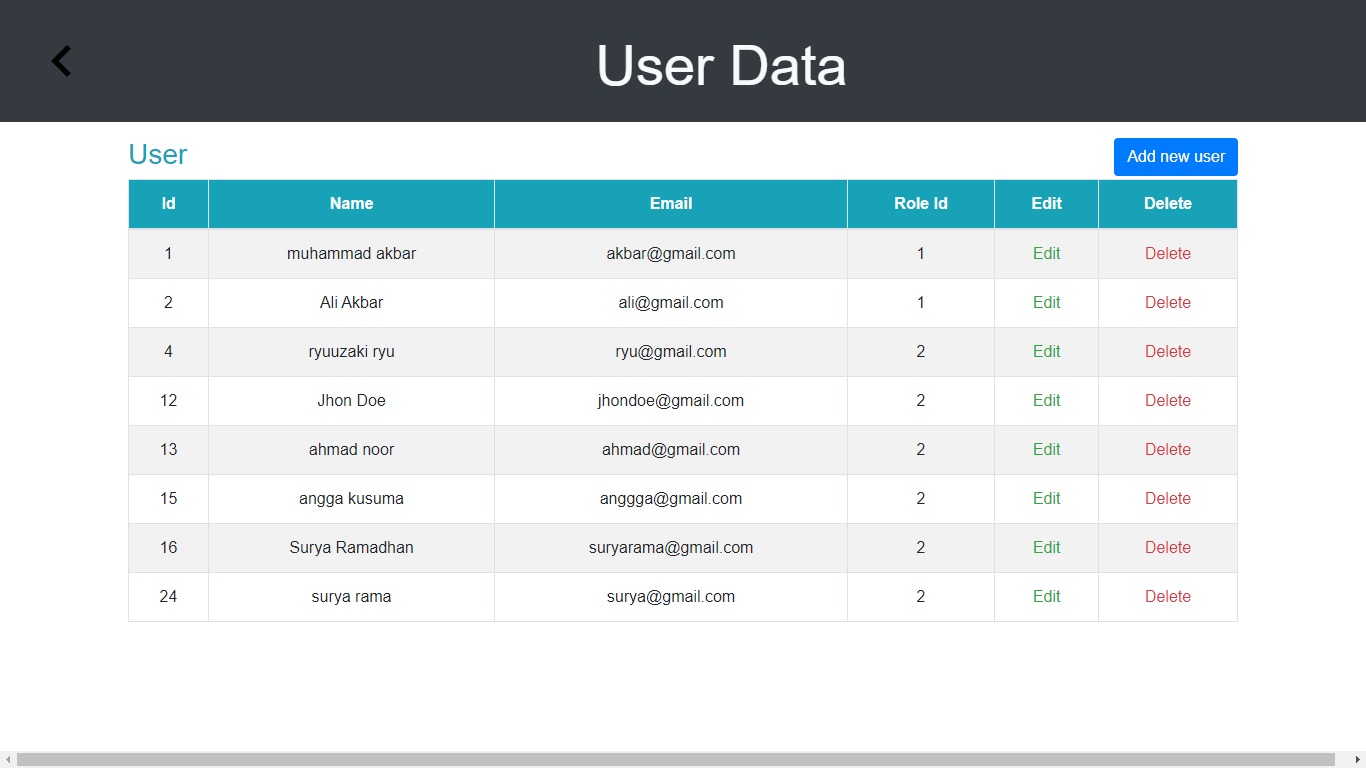 User Data
User
Add new user
Id Name Email Role Id Edit Delete
1 muhammad akbar akbar@gmail.com 1 Edit Delete
2 Ali Akbar ali@gmail.com 1 Edit Delete
4 ryuuzaki ryu ryu@gmail.com 2 Edit Delete
12 Jhon Doe jhondoe@gmail.com 2 Edit Delete
13 ahmad noor ahmad@gmail.com 2 Edit Delete
15 angga kusuma anggga@gmail.com 2 Edit Delete
16 Surya Ramadhan suryarama@gmail.com 2 Edit Delete
24 surya rama surya@gmail.com 2 Edit Delete